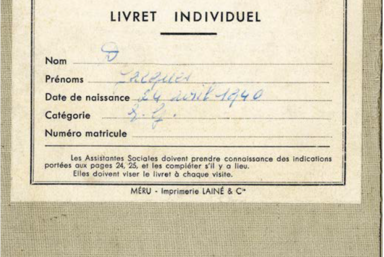 LIVRET INDIVIDUEL
Nom D
Prénoms Jacques
Date de naissance 24 avril 1940
Catégorie S. G.
Numéro matricule
Les Assistantes Sociales doivent prendre connaissance des indications
portées aux pages 24, 25, et les compléter s'il y a lieu.
Elles doivent viser le livret à chaque visite.
MÉRU - Imprimerie LAINÉ & Cie